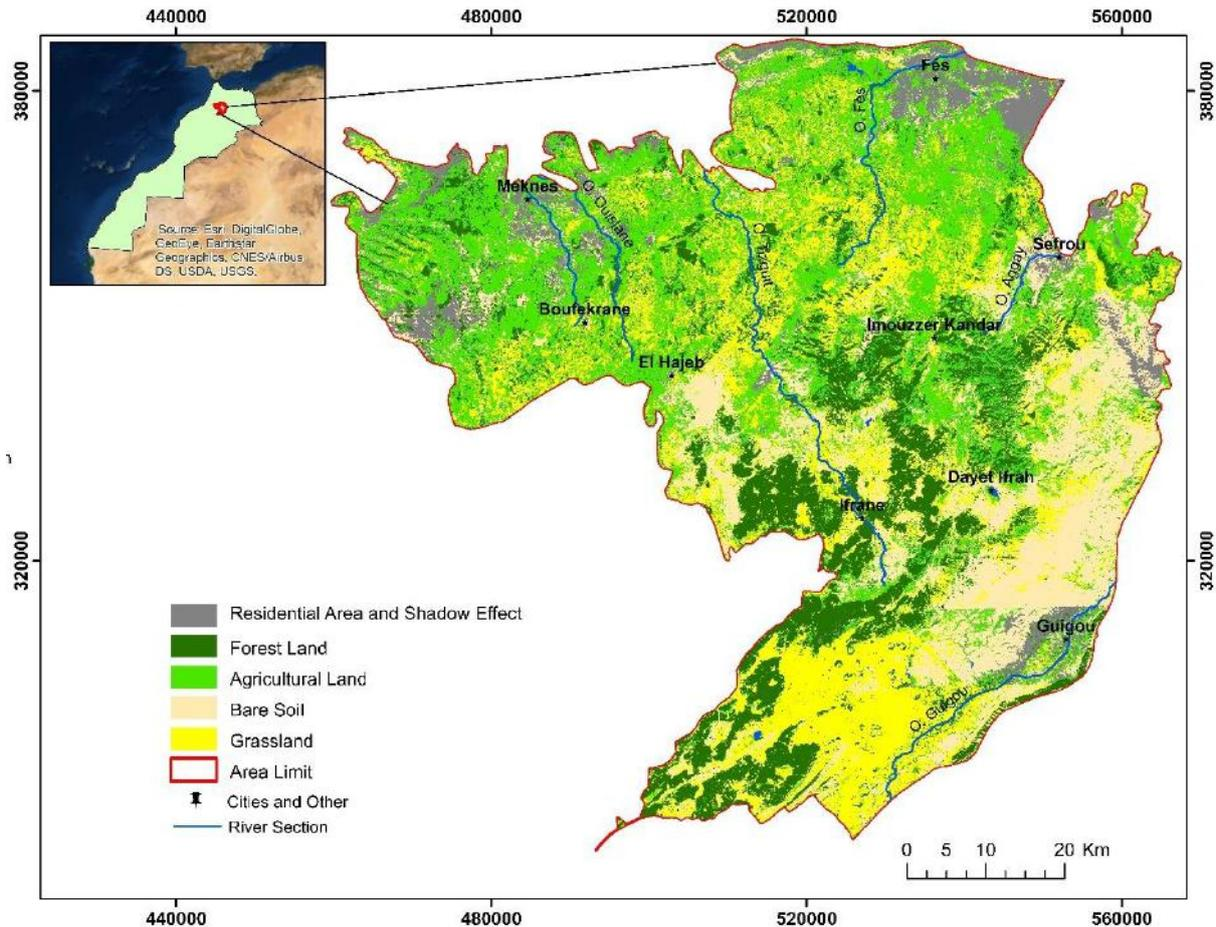 440000 480000 520000 560000
380000
380000
Source: Esri, DigitalGlobe,
GeoEye, Earthstar
Geographics, CNES/Airbus
DS, USDA, USGS.
Fés
O. Fes
Meknes
O. Ouislane
O. Tizguit
Sefrou
O. Aggay
Boufekrane
Imouzzer Kandar
El Hajeb
Dayet Ifrah
Ifrane
320000
320000
Guigou
O. Guigou
Residential Area and Shadow Effect
Forest Land
Agricultural Land
Bare Soil
Grassland
Area Limit
Cities and Other
River Section
0 5 10 20 Km
440000 480000 520000 560000